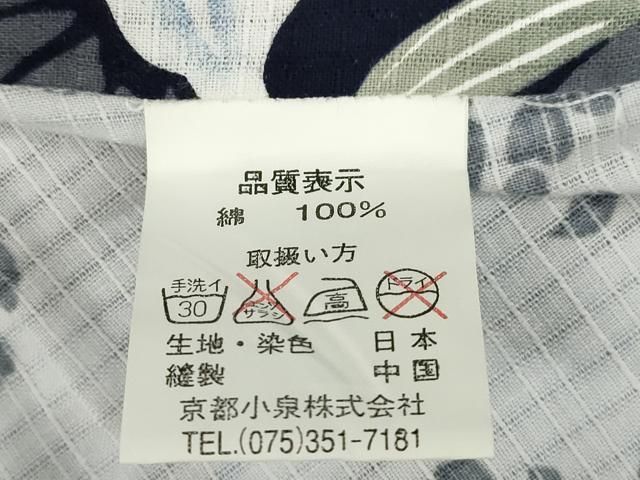 品質表示
綿 100%
取扱い方
手洗イ 30 エンソ サラシ 高 ドライ
生地・染色 日本
縫製 中国
京都小泉株式会社
TEL.(075)351-7181